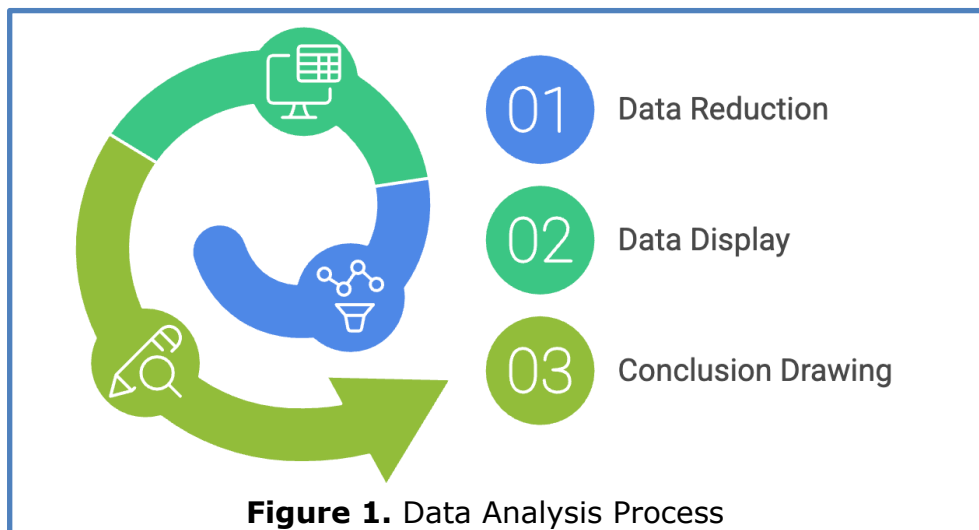 01 Data Reduction
02 Data Display
03 Conclusion Drawing
Figure 1. Data Analysis Process